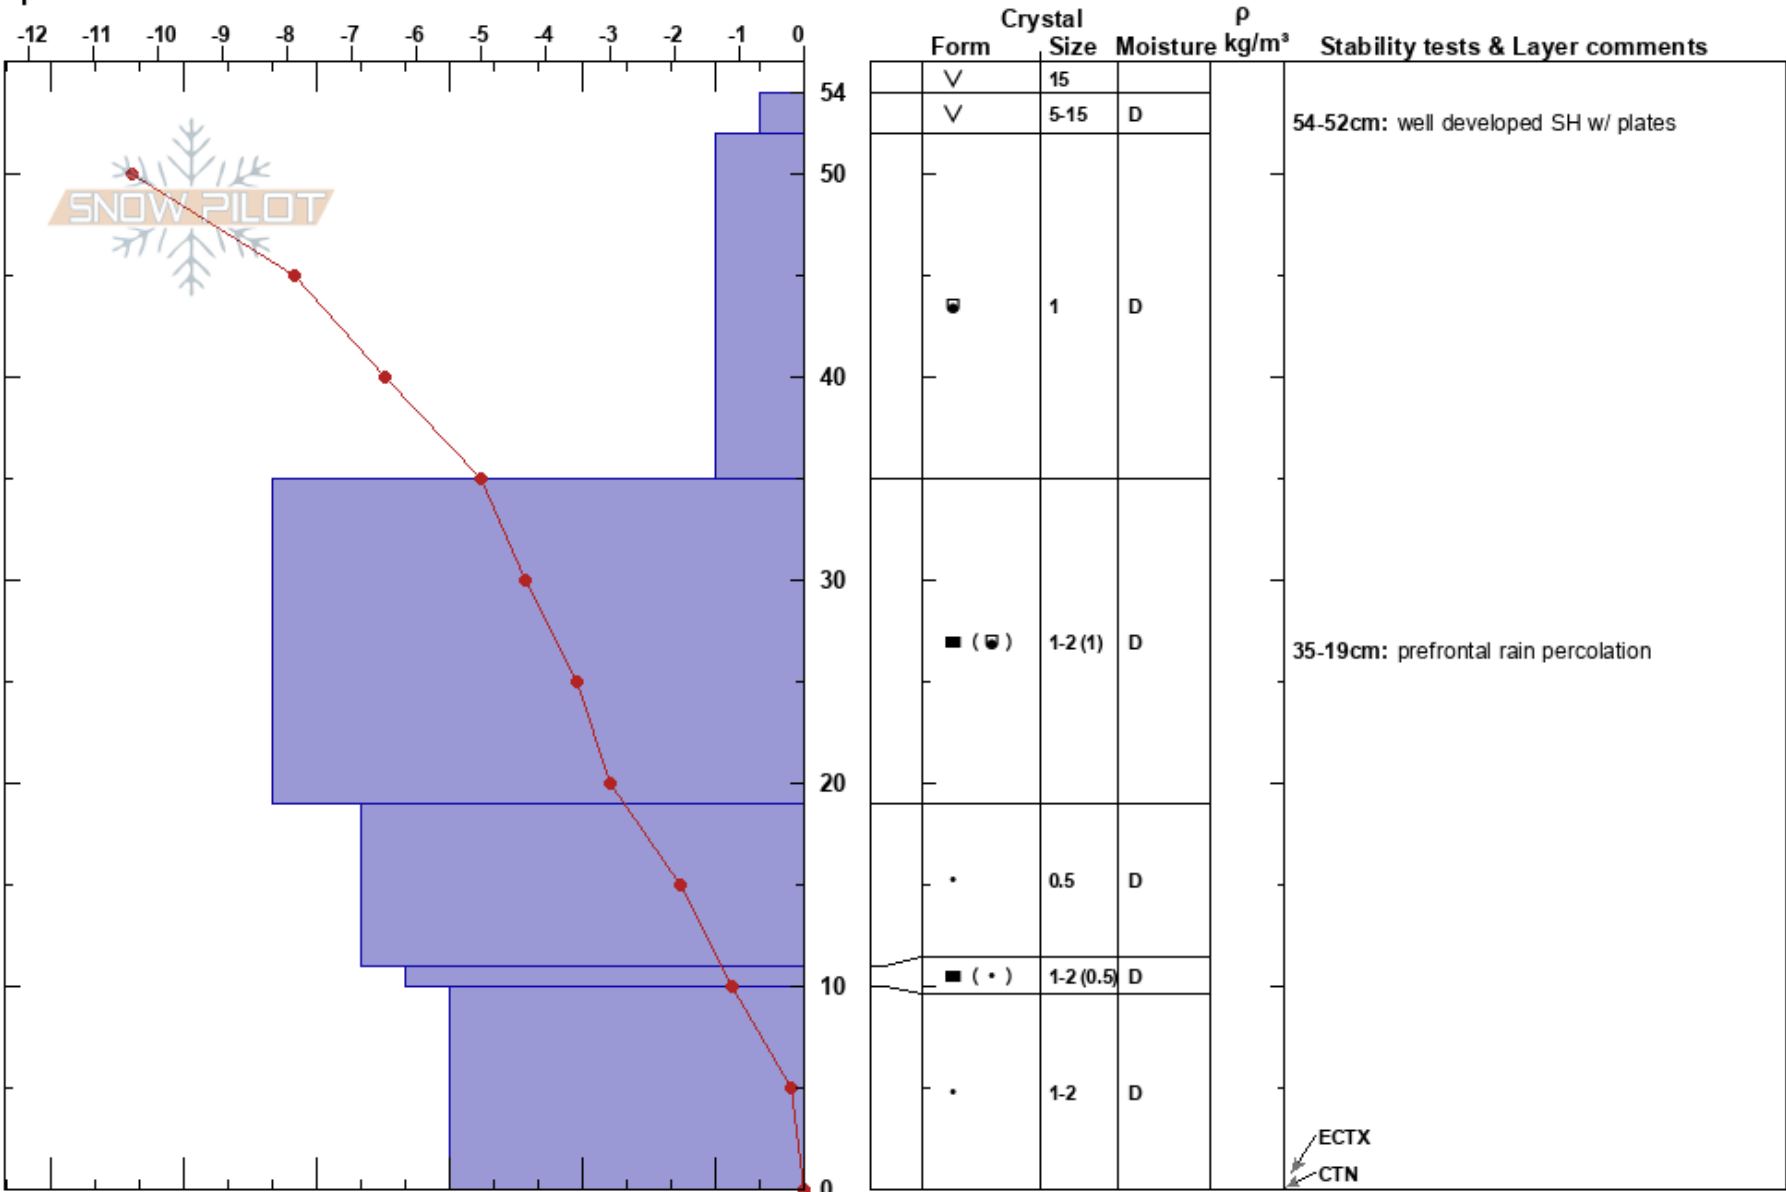 Crystal ρ
-12 -11 -10 -9 -8 -7 -6 -5 -4 -3 -2 -1 0 Form Size Moisture kg/m³ Stability tests & Layer comments
15
54
5-15 D
54-52cm: well developed SH w/ plates
50
SNOW PILOT
1 D
40
30
1-2 (1) D
35-19cm: prefrontal rain percolation
20
0.5 D
1-2 (0.5) D
10
1-2 D
ECTX
CTN
0